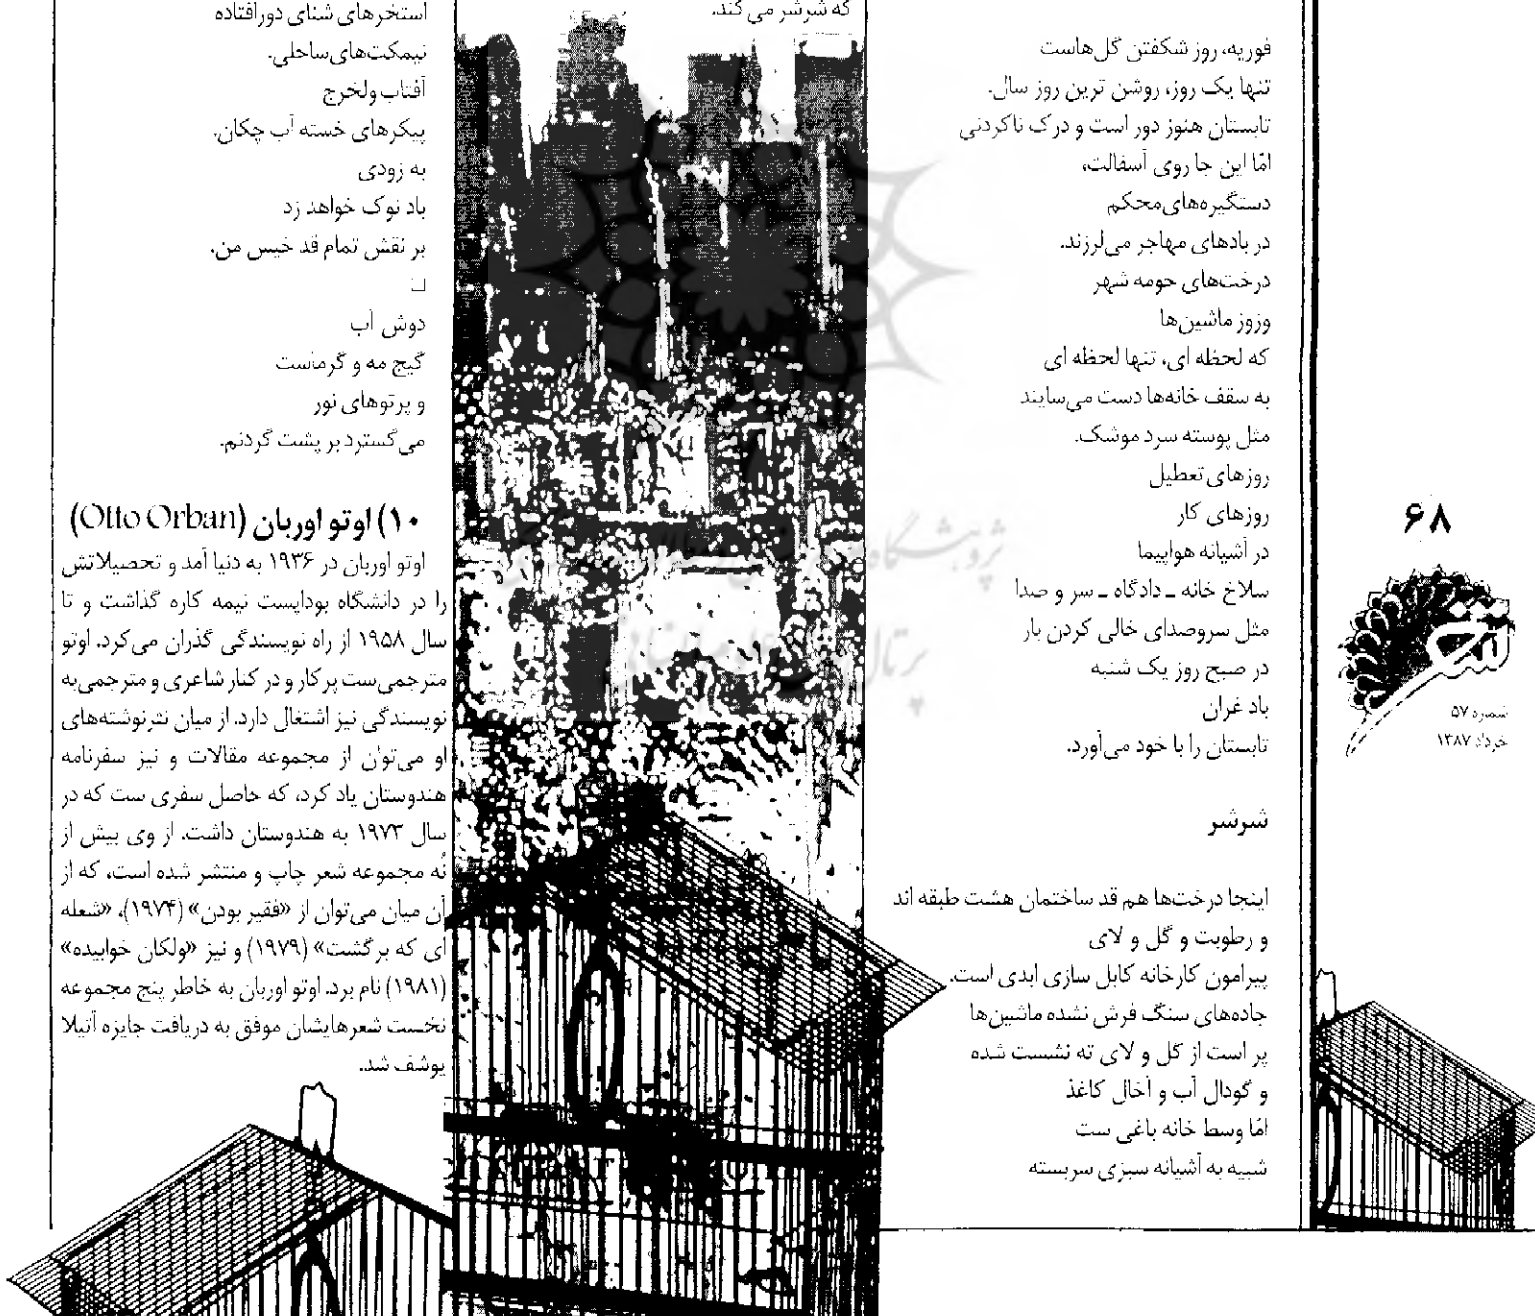 فوریه، روز شکفتن گل‌هاست
تنها یک روز، روشن ترین روز سال.
تابستان هنوز دور است و درک ناکردنی
امّا این جا روی آسفالت،
دستگیره‌های محکم
در بادهای مهاجر می‌لرزند.
درخت‌های حومه شهر
وزوز ماشین‌ها
که لحظه ای، تنها لحظه ای
به سقف خانه‌ها دست می‌سایند
مثل پوسته سرد موشک.
روزهای تعطیل
روزهای کار
در آشیانه هواپیما
سلاخ خانه ـ دادگاه ـ سر و صدا
مثل سروصدای خالی کردن بار
در صبح روز یک شنبه
باد غران
تابستان را با خود می‌آورد.
شرشر
اینجا درخت‌ها هم قد ساختمان هشت طبقه اند
و رطوبت و گل و لای
پیرامون کارخانه کابل سازی ابدی است.
جاده‌های سنگ فرش نشده ماشین‌ها
پر است از گل و لای ته نشست شده
و گودال آب و آخال کاغذ
امّا وسط خانه باغی ست
شبیه به آشیانه سبزی سربسته
که شرشر می کند.
استخرهای شنای دورافتاده
نیمکت‌های‌ساحلی.
آفتاب ولخرج
پیکرهای خسته آب چکان.
به زودی
باد نوک خواهد زد
بر نقش تمام قد خیس من.
□
دوش آب
گیج مه و گرماست
و پرتوهای نور
می‌گسترد بر پشت گردنم.
۱۰) اوتو اوربان (Otto Orban)
اوتو اوربان در ۱۹۳۶ به دنیا آمد و تحصیلاتش
را در دانشگاه بوداپست نیمه کاره گذاشت و تا
سال ۱۹۵۸ از راه نویسندگی گذران می‌کرد. اوتو
مترجمی‌ست پرکار و در کنار شاعری و مترجمی‌به
نویسندگی نیز اشتغال دارد. از میان نثرنوشته‌های
او می‌توان از مجموعه مقالات و نیز سفرنامه
هندوستان یاد کرد، که حاصل سفری ست که در
سال ۱۹۷۳ به هندوستان داشت. از وی بیش از
نُه مجموعه شعر چاپ و منتشر شده است، که از
آن میان می‌توان از «فقیر بودن» (۱۹۷۴)، «شعله
ای که برگشت» (۱۹۷۹) و نیز «ولکان خوابیده»
(۱۹۸۱) نام برد. اوتو اوربان به خاطر پنج مجموعه
نخست شعرهایشان موفق به دریافت جایزه آتیلا
یوشف شد.
۶۸
شماره ۵۷
خرداد ۱۳۸۷
پژوهشگاه
پرتال